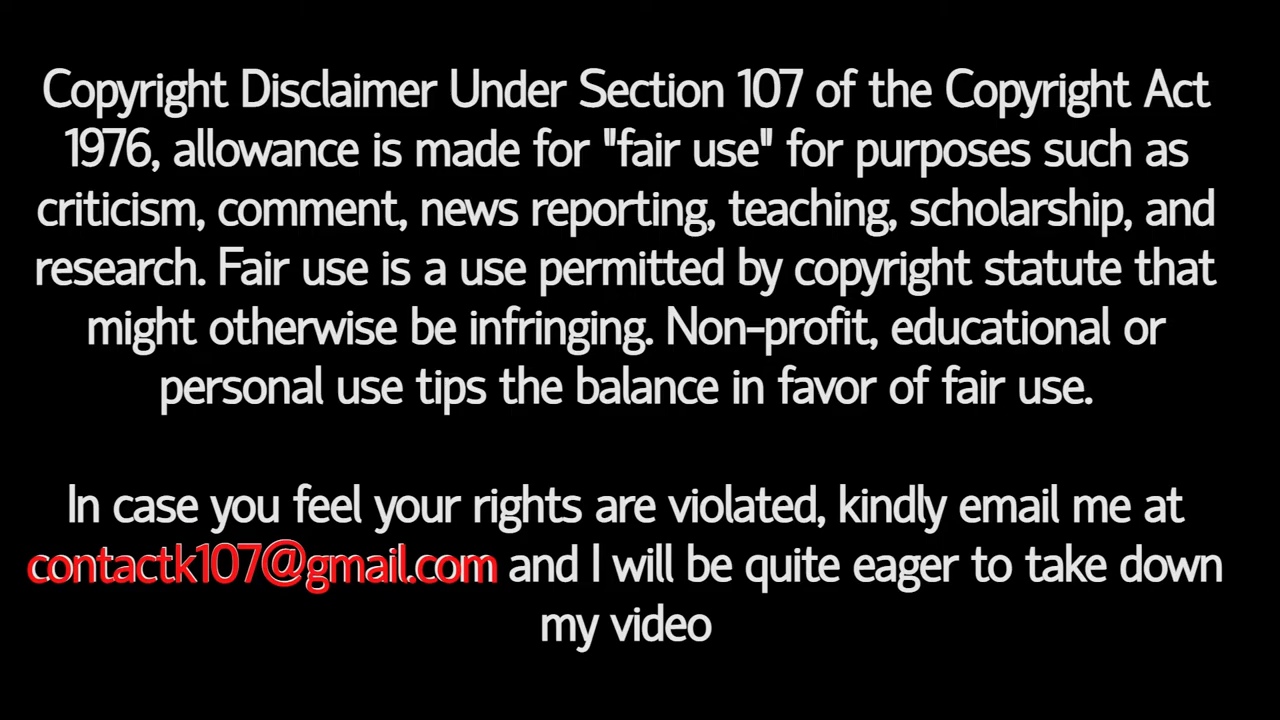 Copyright Disclaimer Under Section 107 of the Copyright Act
1976, allowance is made for "fair use" for purposes such as
criticism, comment, news reporting, teaching, scholarship, and
research. Fair use is a use permitted by copyright statute that
might otherwise be infringing. Non-profit, educational or
personal use tips the balance in favor of fair use.
In case you feel your rights are violated, kindly email me at
contactk107@gmail.com and I will be quite eager to take down
my video